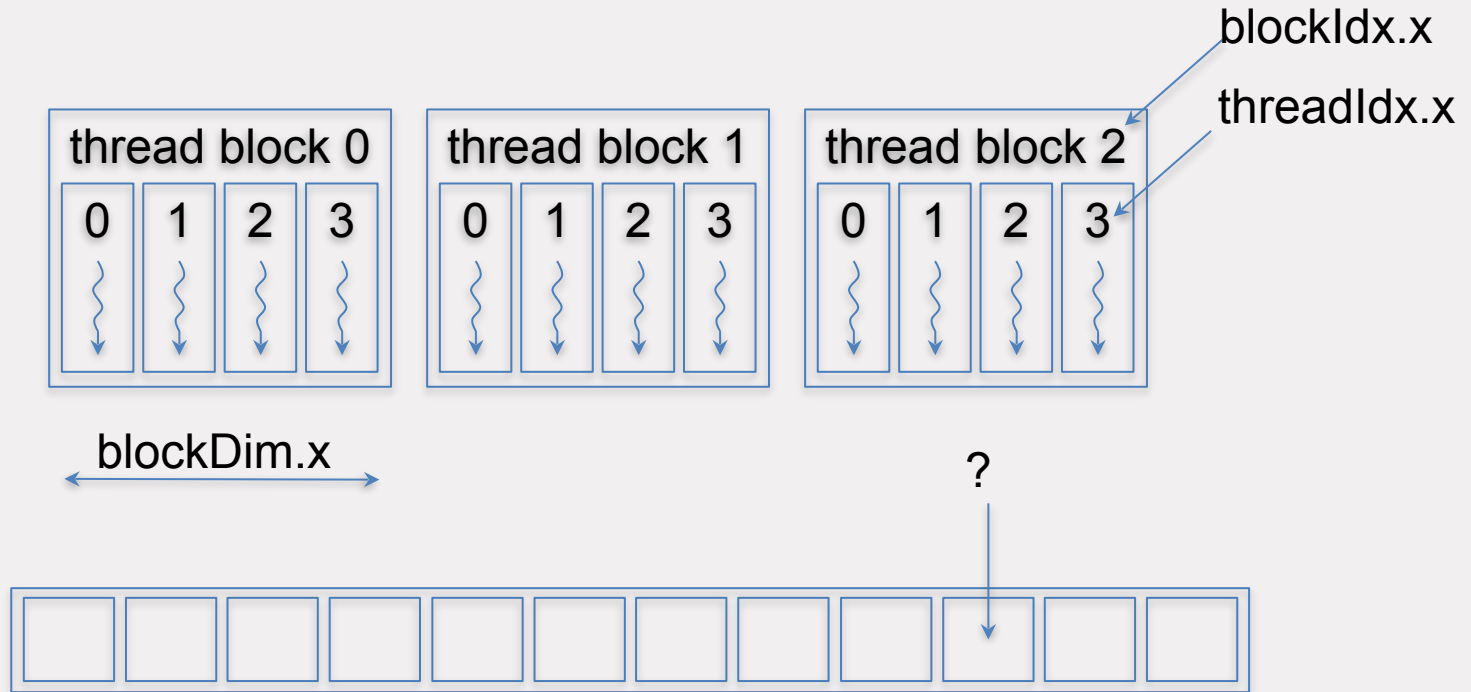 blockIdx.x
threadIdx.x
thread block 0
0 1 2 3
thread block 1
0 1 2 3
thread block 2
0 1 2 3
blockDim.x
?